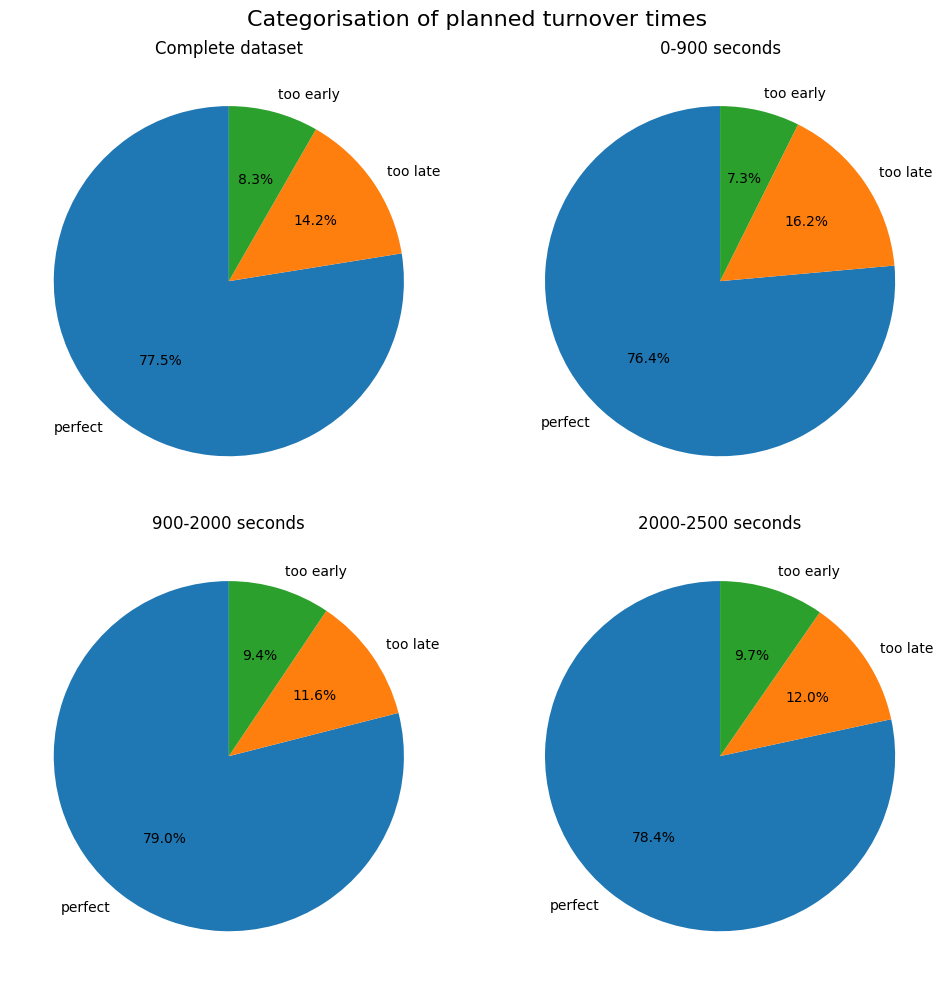 Categorisation of planned turnover times
Complete dataset
too early
too late
8.3%
14.2%
77.5%
perfect
0-900 seconds
too early
too late
7.3%
16.2%
76.4%
perfect
900-2000 seconds
too early
too late
9.4%
11.6%
79.0%
perfect
2000-2500 seconds
too early
too late
9.7%
12.0%
78.4%
perfect